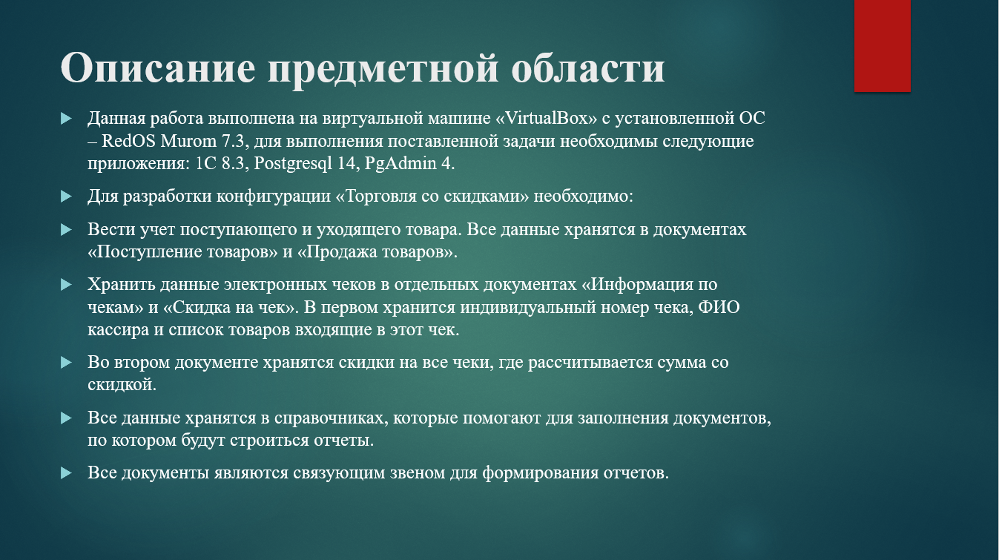 Описание предметной области
Данная работа выполнена на виртуальной машине «VirtualBox» с установленной ОС
– RedOS Murom 7.3, для выполнения поставленной задачи необходимы следующие
приложения: 1С 8.3, Postgresql 14, PgAdmin 4.
Для разработки конфигурации «Торговля со скидками» необходимо:
Вести учет поступающего и уходящего товара. Все данные хранятся в документах
«Поступление товаров» и «Продажа товаров».
Хранить данные электронных чеков в отдельных документах «Информация по
чекам» и «Скидка на чек». В первом хранится индивидуальный номер чека, ФИО
кассира и список товаров входящие в этот чек.
Во втором документе хранятся скидки на все чеки, где рассчитывается сумма со
скидкой.
Все данные хранятся в справочниках, которые помогают для заполнения документов,
по котором будут строиться отчеты.
Все документы являются связующим звеном для формирования отчетов.